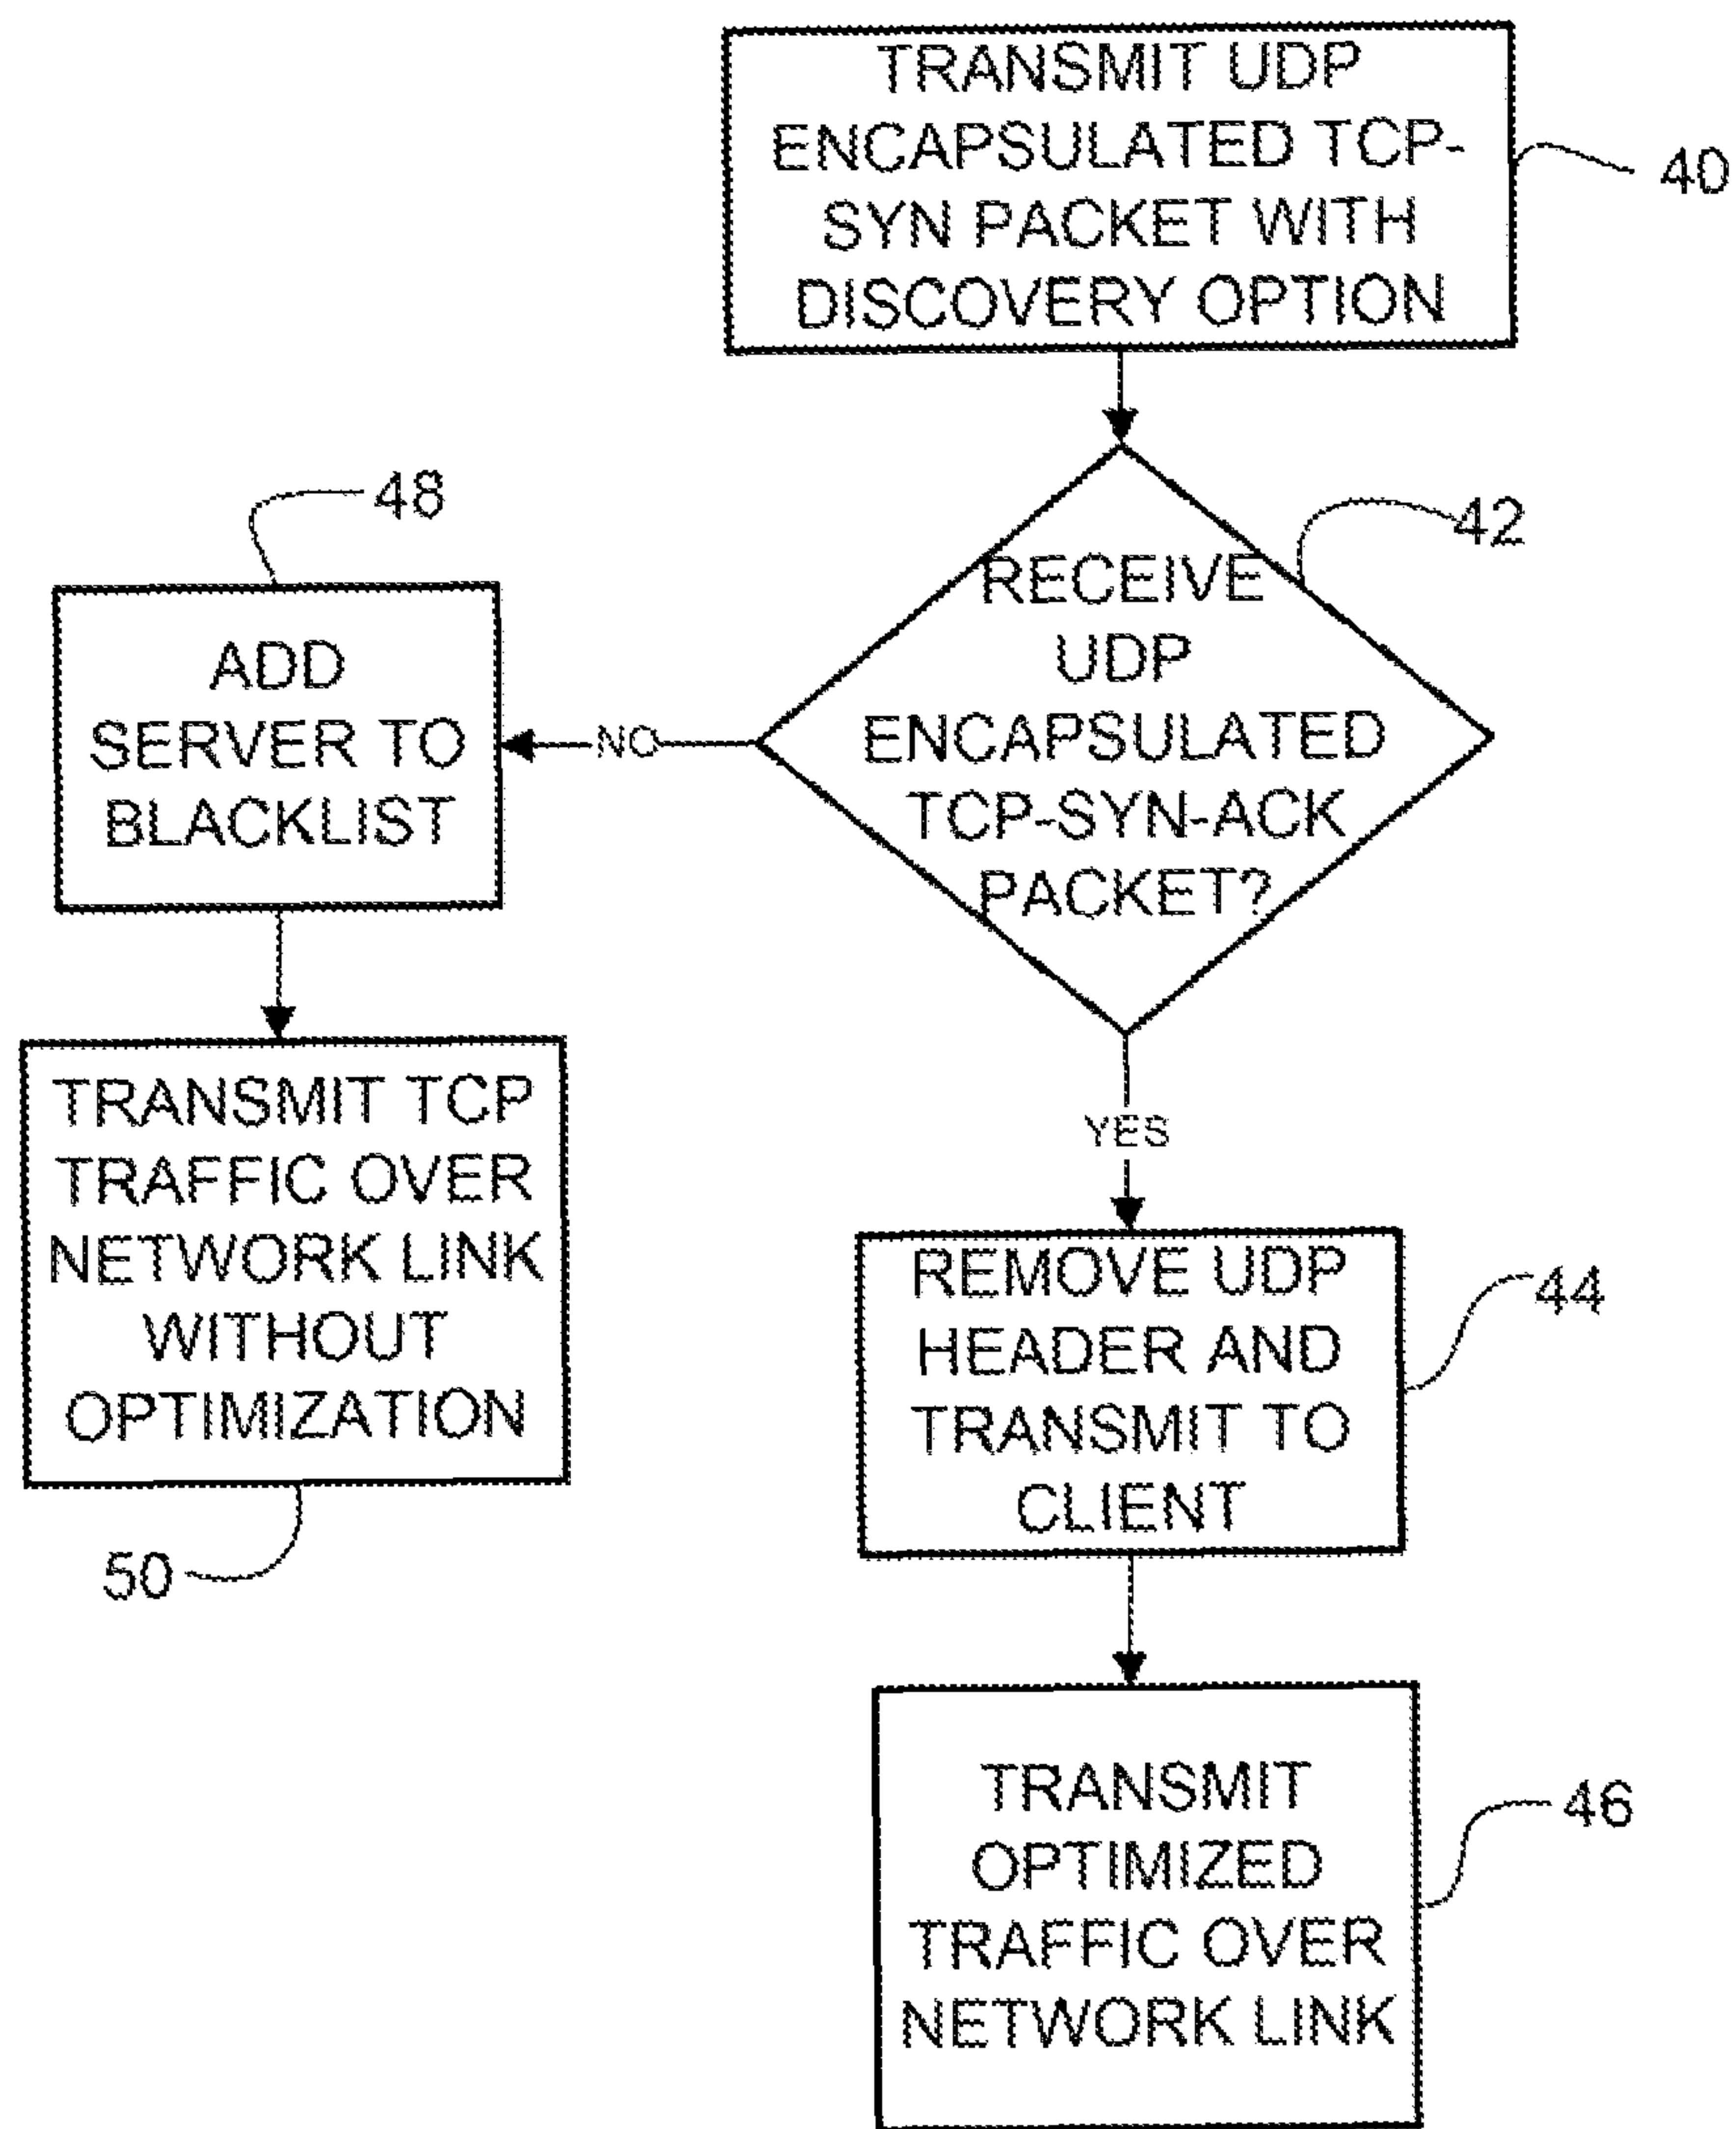 TRANSMIT UDP
ENCAPSULATED TCP-
SYN PACKET WITH
DISCOVERY OPTION
40
48
42
RECEIVE
UDP
ENCAPSULATED
TCP-SYN-ACK
PACKET?
ADD
SERVER TO
BLACKLIST
NO
TRANSMIT TCP
TRAFFIC OVER
NETWORK LINK
WITHOUT
OPTIMIZATION
50
YES
REMOVE UDP
HEADER AND
TRANSMIT TO
CLIENT
44
TRANSMIT
OPTIMIZED
TRAFFIC OVER
NETWORK LINK
46